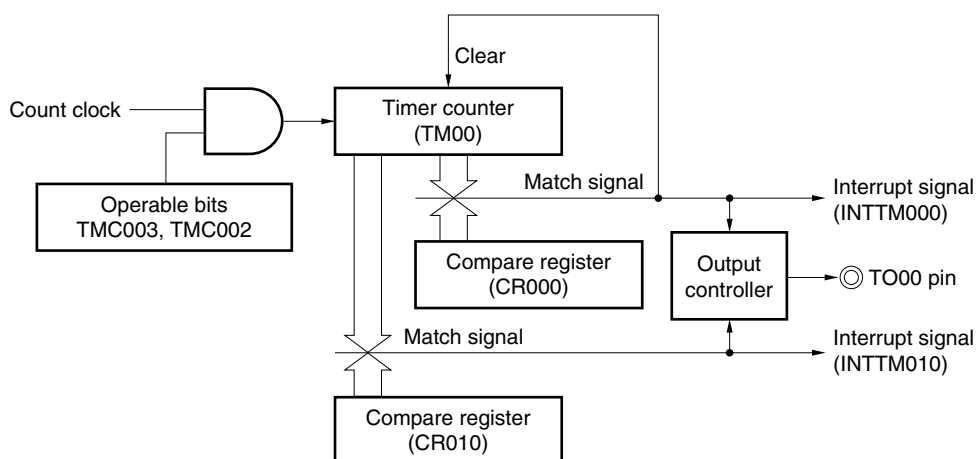 Clear
Count clock
Timer counter
(TM00)
Operable bits
TMC003, TMC002
Match signal
Interrupt signal
(INTTM000)
Compare register
(CR000)
Output
controller
TO00 pin
Match signal
Interrupt signal
(INTTM010)
Compare register
(CR010)